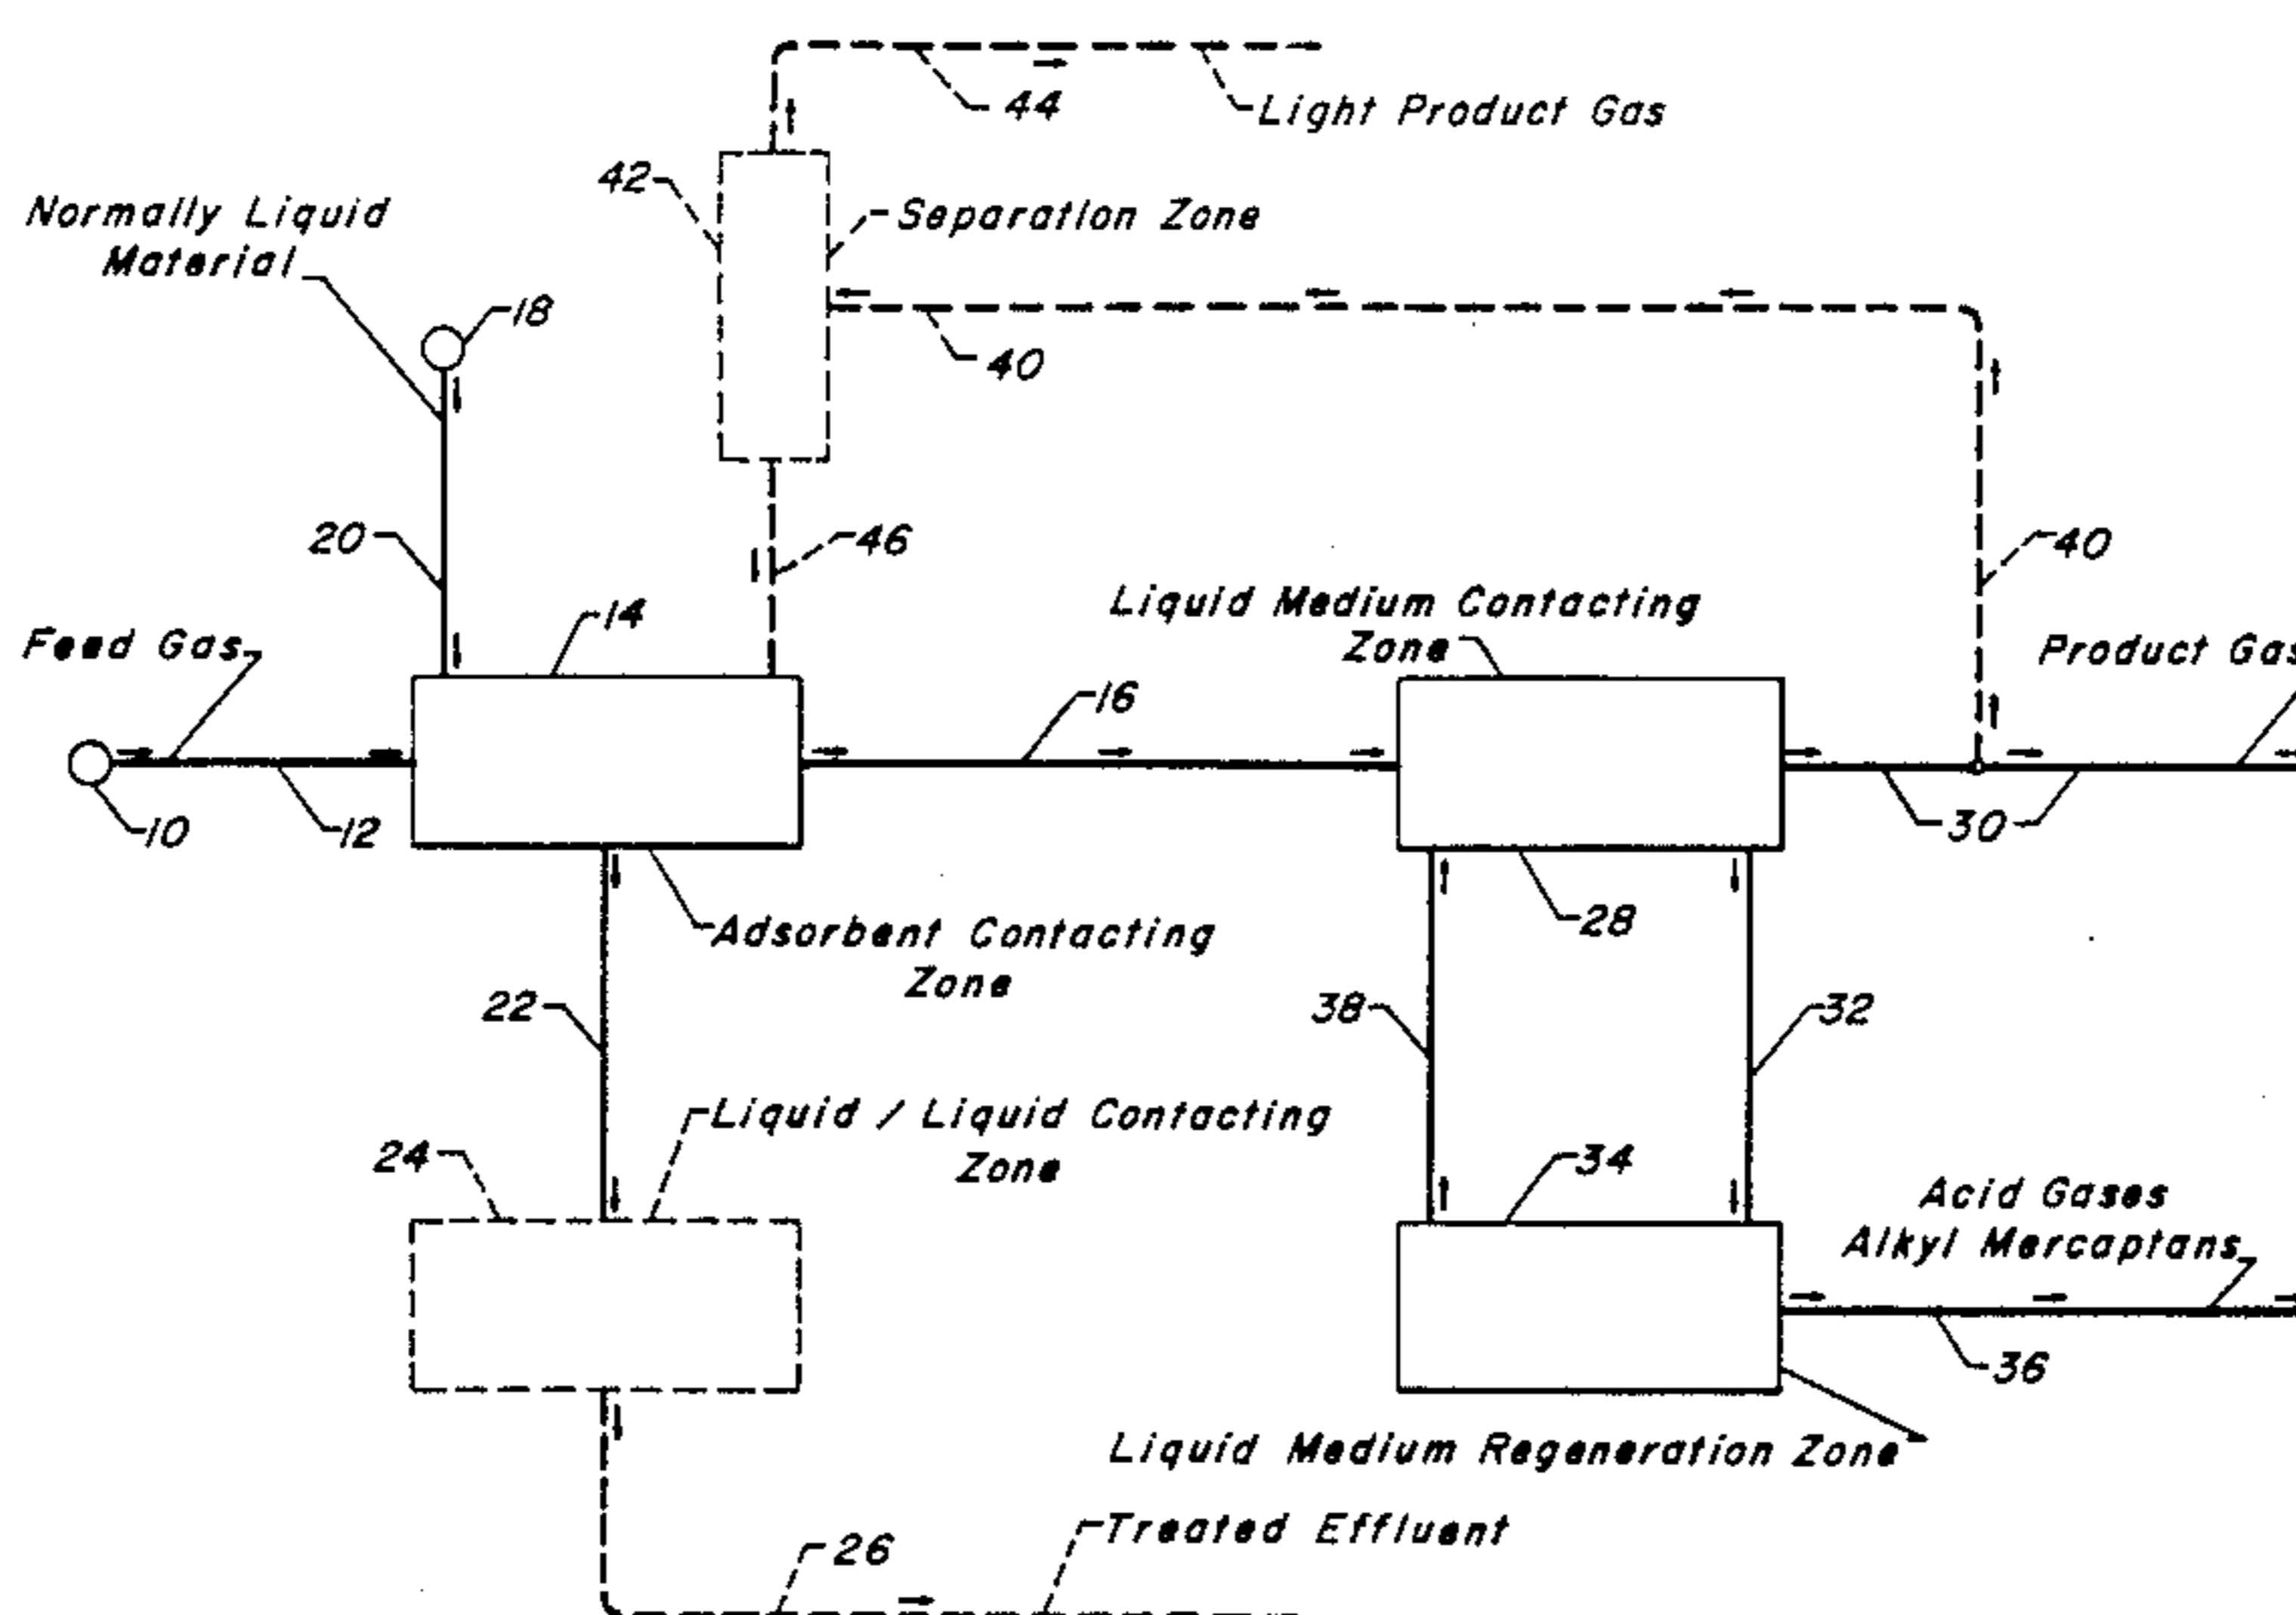 44
Light Product Gas
42
Separation Zone
Normally Liquid
Material
18
40
20
46
40
14
Liquid Medium Contacting
Zone
Feed Gas
16
Product Gas
10
12
30
28
Adsorbent Contacting
Zone
22
38
32
Liquid / Liquid Contacting
Zone
24
34
Acid Gases
Alkyl Mercaptans
36
Liquid Medium Regeneration Zone
Treated Effluent
26